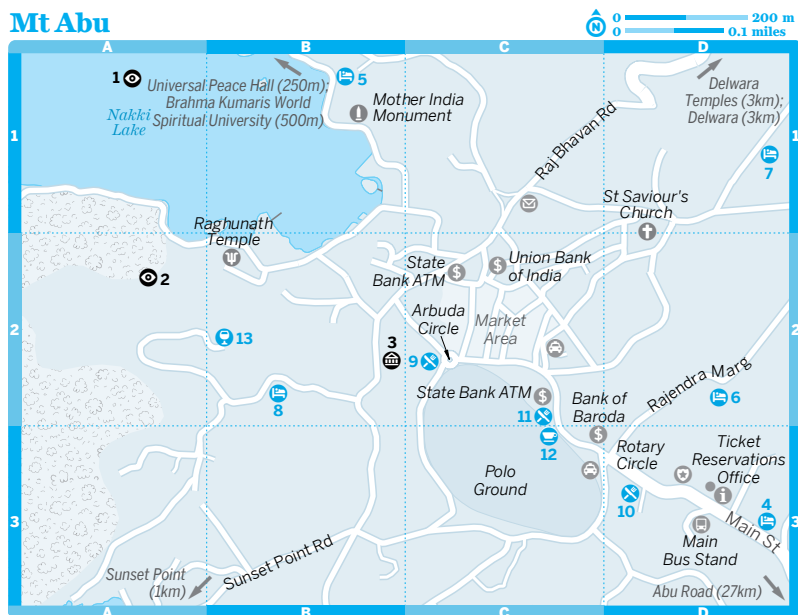 Mt Abu
N
0 200 m
0 0.1 miles
A B C D
1
1
Universal Peace Hall (250m);
Brahma Kumaris World
Spiritual University (500m)
Nakki
Lake
5
Mother India
Monument
Raj Bhavan Rd
Delwara
Temples (3km);
Delwara (3km)
1
7
St Saviour's
Church
Raghunath
Temple
2
State
Bank ATM
Union Bank
of India
Arbuda
Circle
Market
Area
2
2
13
3
9
8
State Bank ATM
11
12
Bank of
Baroda
Rajendra Marg
6
Rotary
Circle
Ticket
Reservations
Office
Polo
Ground
10
4
3
3
Main St
Main
Bus Stand
Sunset Point Rd
Sunset Point
(1km)
Abu Road (27km)
A B C D